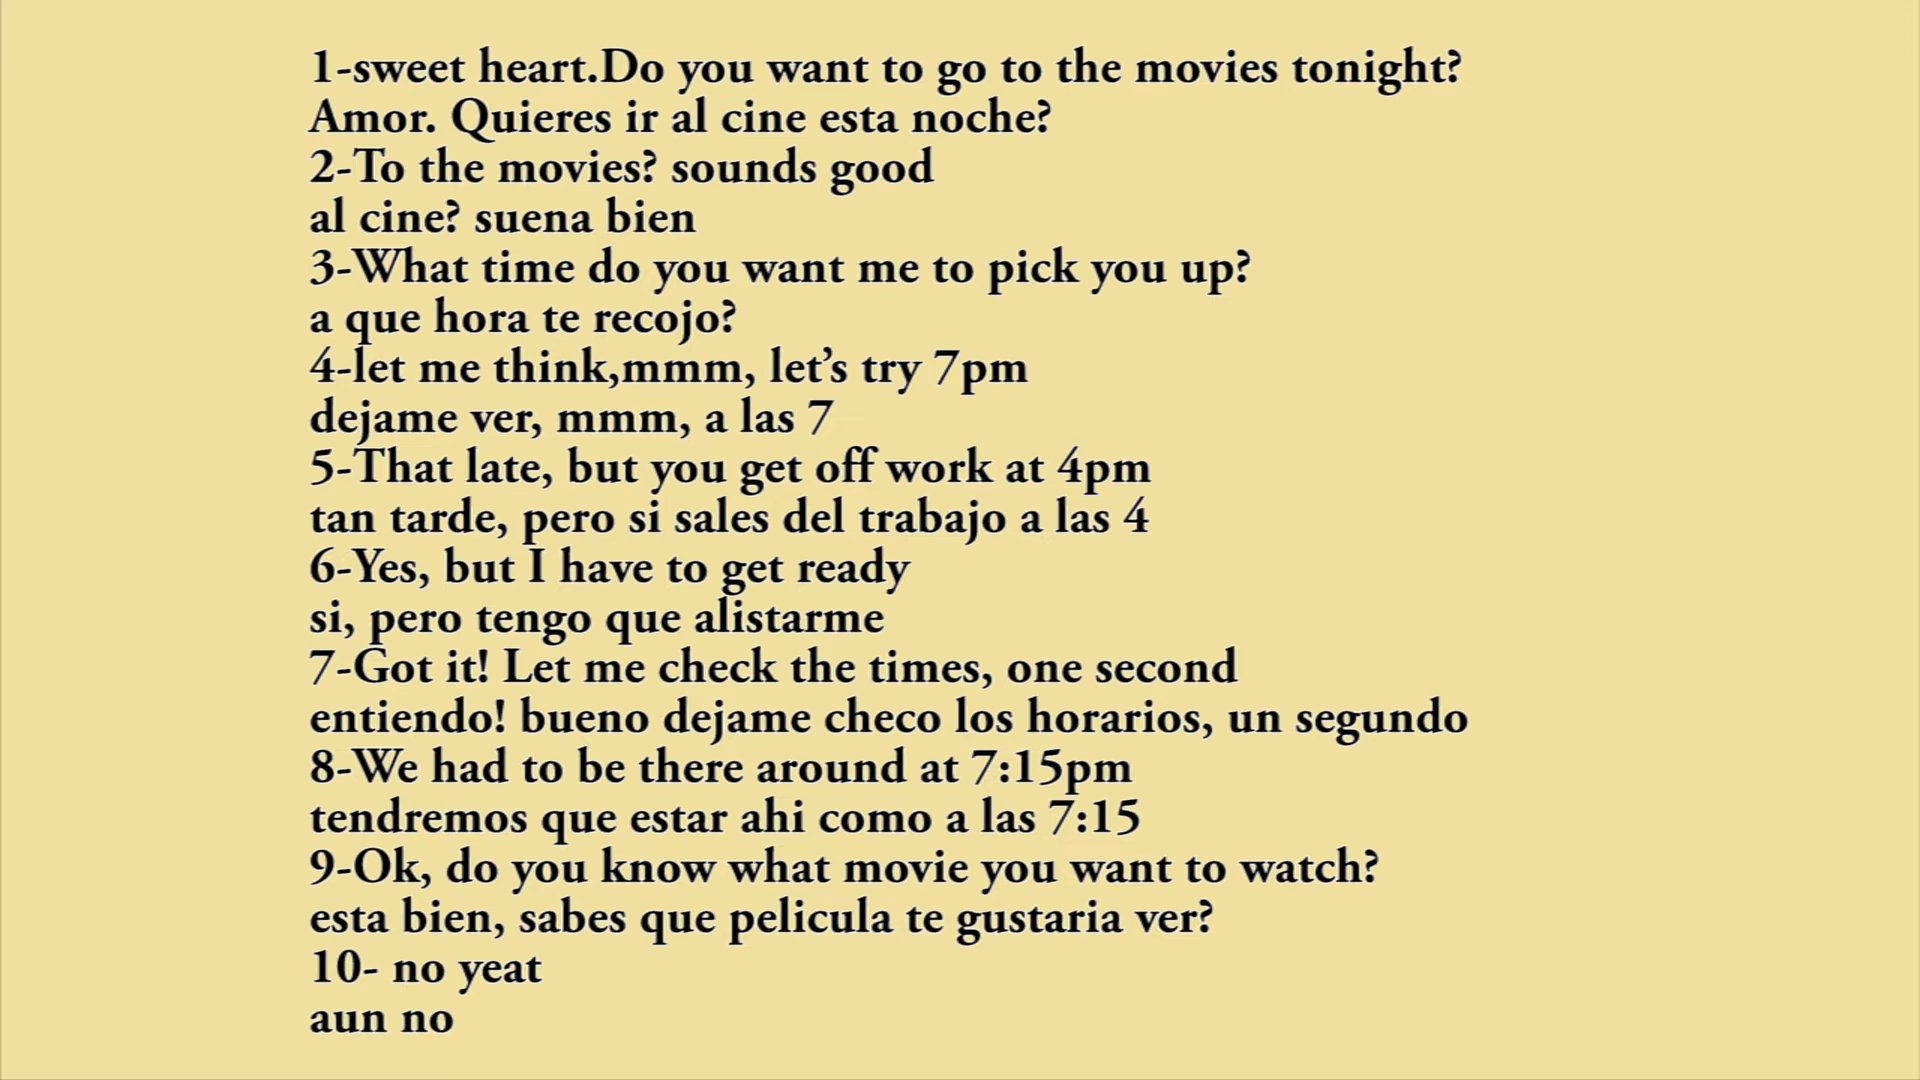 1-sweet heart.Do you want to go to the movies tonight?
Amor. Quieres ir al cine esta noche?
2-To the movies? sounds good
al cine? suena bien
3-What time do you want me to pick you up?
a que hora te recojo?
4-let me think,mmm, let’s try 7pm
dejame ver, mmm, a las 7
5-That late, but you get off work at 4pm
tan tarde, pero si sales del trabajo a las 4
6-Yes, but I have to get ready
si, pero tengo que alistarme
7-Got it! Let me check the times, one second
entiendo! bueno dejame checo los horarios, un segundo
8-We had to be there around at 7:15pm
tendremos que estar ahi como a las 7:15
9-Ok, do you know what movie you want to watch?
esta bien, sabes que pelicula te gustaria ver?
10- no yeat
aun no